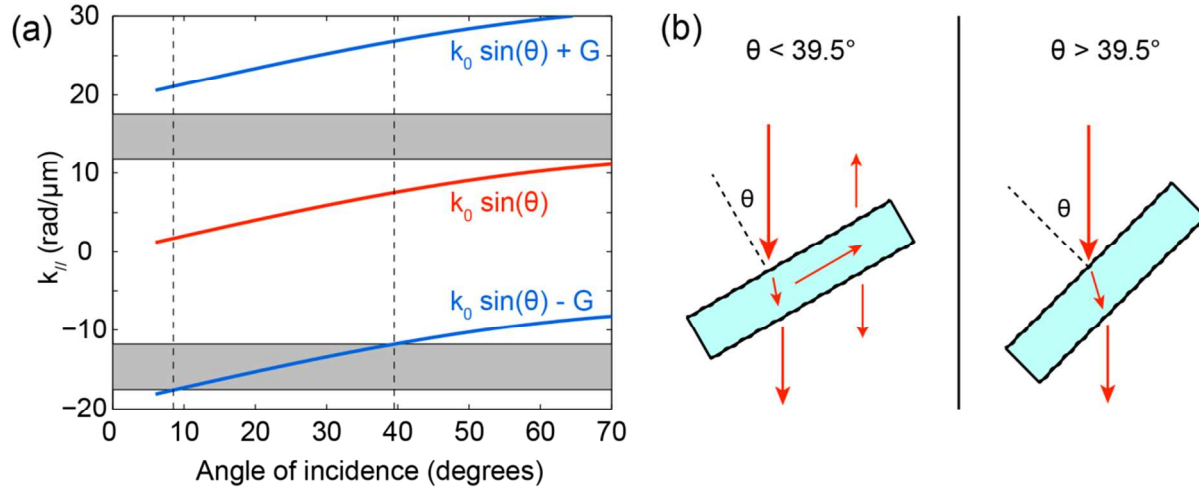 (a)
30
20
10
0
−10
−20
k// (rad/μm)
k₀ sin(θ) + G
k₀ sin(θ)
k₀ sin(θ) - G
0 10 20 30 40 50 60 70
Angle of incidence (degrees)
(b)
θ < 39.5°
θ > 39.5°
θ
θ